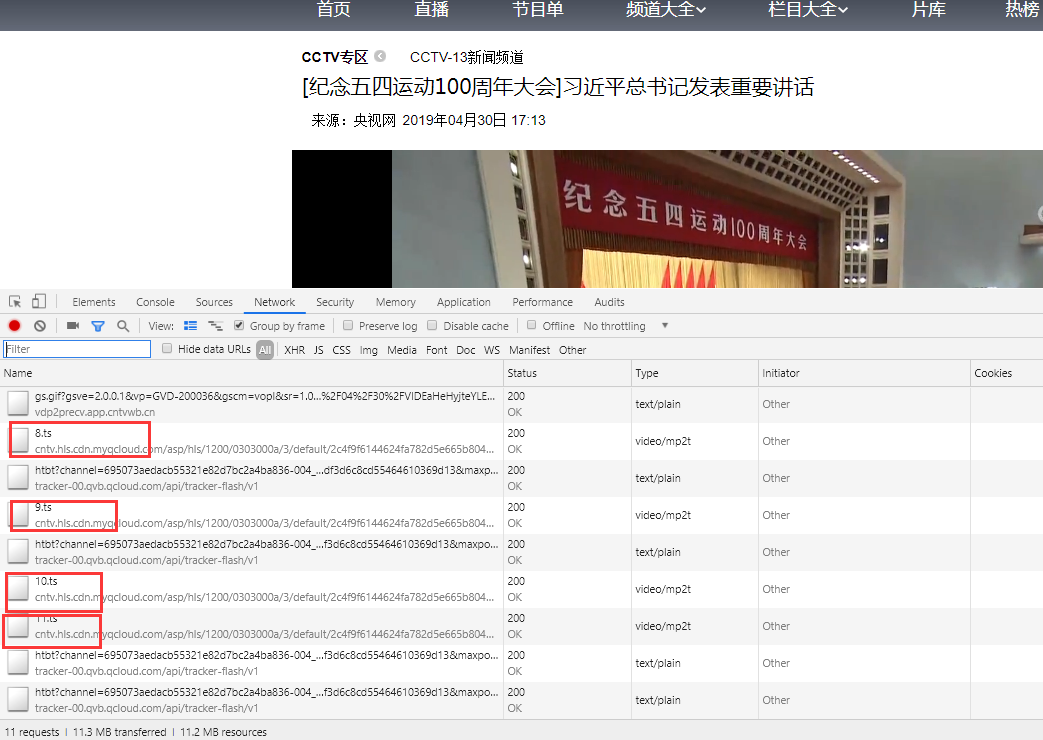 首页 直播 节目单 频道大全 栏目大全 片库 热榜
CCTV专区 CCTV-13新闻频道
[纪念五四运动100周年大会]习近平总书记发表重要讲话
来源：央视网 2019年04月30日 17:13
纪念五四运动100周年大会
Elements Console Sources Network Security Memory Application Performance Audits
View: Group by frame Preserve log Disable cache Offline No throttling
Filter Hide data URLs All XHR JS CSS Img Media Font Doc WS Manifest Other
Name Status Type Initiator Cookies
gs.gif?gsve=2.0.0.1&vp=GVD-200036&gscm=vopl&sr=1.0...%2F04%2F30%2FVIDEaHeHyjteYLE... 200 text/plain Other
vdp2precv.app.cntvwb.cn OK
8.ts 200 video/mp2t Other
cntv.hls.cdn.myqcloud.com/asp/hls/1200/0303000a/3/default/2c4f9f6144624fa782d5e665b804... OK
htbt?channel=695073aedacb55321e82d7bc2a4ba836-004_...df3d6c8cd55464610369d13&maxpo... 200 text/plain Other
tracker-00.qvb.qcloud.com/api/tracker-flash/v1 OK
9.ts 200 video/mp2t Other
cntv.hls.cdn.myqcloud.com/asp/hls/1200/0303000a/3/default/2c4f9f6144624fa782d5e665b804... OK
htbt?channel=695073aedacb55321e82d7bc2a4ba836-004_...f3d6c8cd55464610369d13&maxpo... 200 text/plain Other
tracker-00.qvb.qcloud.com/api/tracker-flash/v1 OK
10.ts 200 video/mp2t Other
cntv.hls.cdn.myqcloud.com/asp/hls/1200/0303000a/3/default/2c4f9f6144624fa782d5e665b804... OK
11.ts 200 video/mp2t Other
cntv.hls.cdn.myqcloud.com/asp/hls/1200/0303000a/3/default/2c4f9f6144624fa782d5e665b804... OK
htbt?channel=695073aedacb55321e82d7bc2a4ba836-004_...f3d6c8cd55464610369d13&maxpo... 200 text/plain Other
tracker-00.qvb.qcloud.com/api/tracker-flash/v1 OK
htbt?channel=695073aedacb55321e82d7bc2a4ba836-004_...f3d6c8cd55464610369d13&maxpo... 200 text/plain Other
tracker-00.qvb.qcloud.com/api/tracker-flash/v1 OK
11 requests | 11.3 MB transferred | 11.2 MB resources